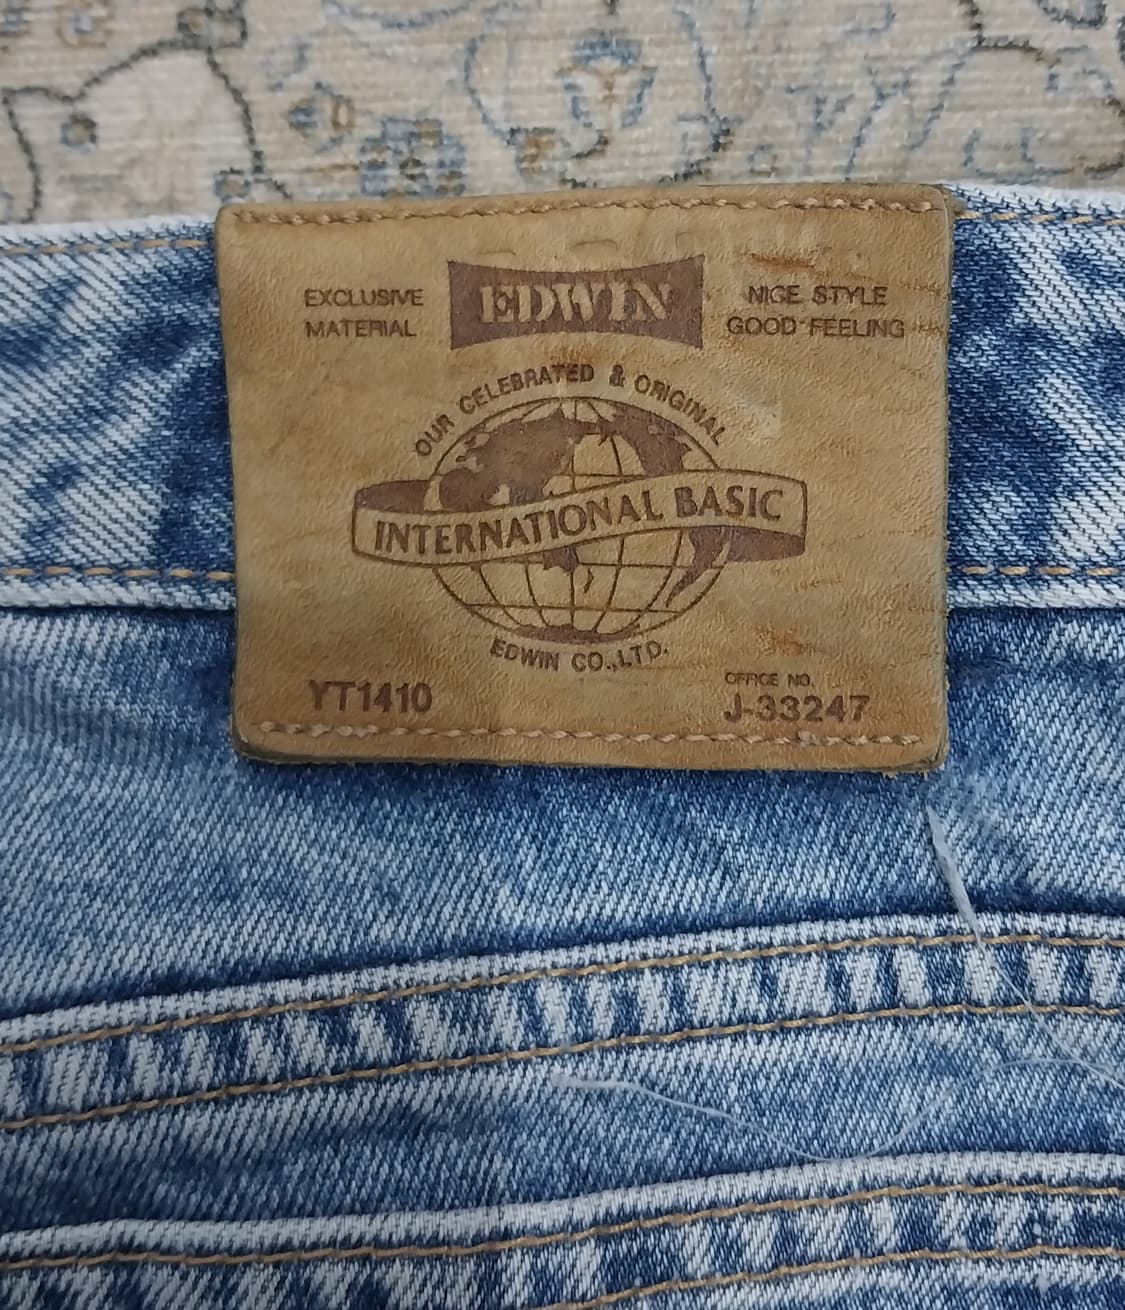 EXCLUSIVE
MATERIAL
EDWIN
NICE STYLE
GOOD FEELING
OUR CELEBRATED & ORIGINAL
INTERNATIONAL BASIC
EDWIN CO.,LTD.
YT1410
OFFICE NO.
J-33247